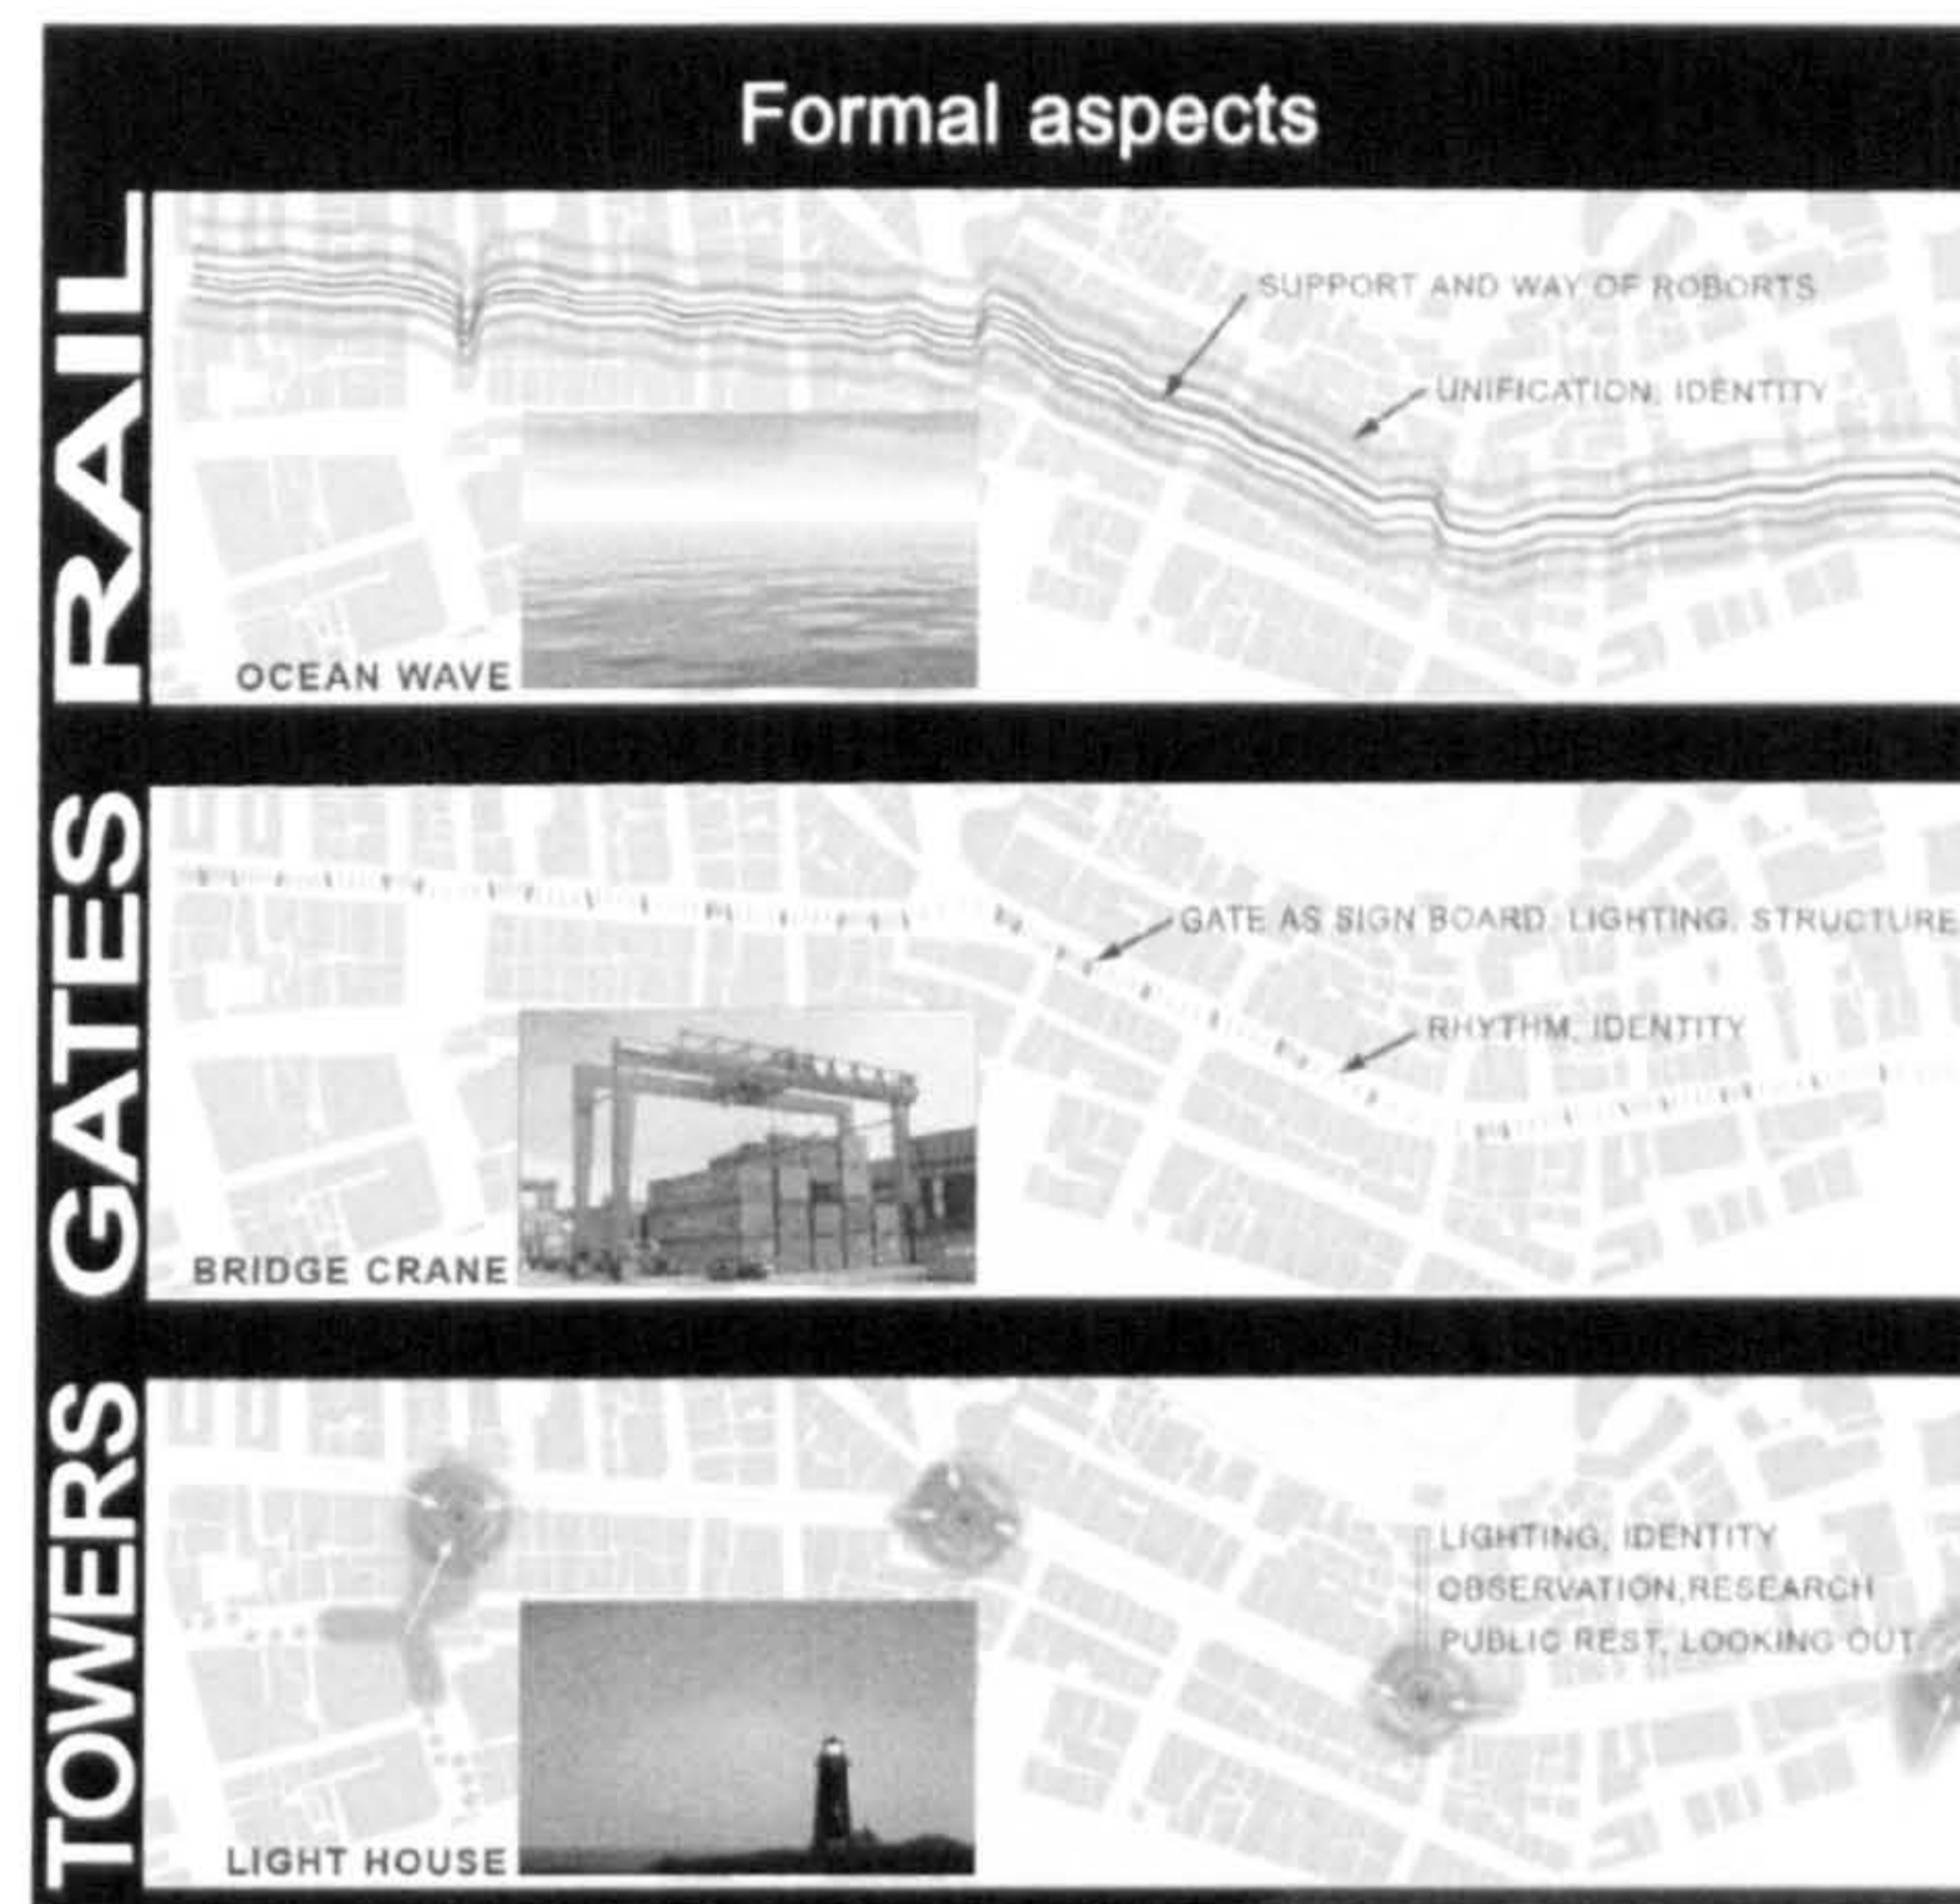 Formal aspects
RAIL
SUPPORT AND WAY OF ROBORTS
UNIFICATION, IDENTITY
OCEAN WAVE
GATES
GATE AS SIGN BOARD, LIGHTING, STRUCTURE
RHYTHM, IDENTITY
BRIDGE CRANE
TOWERS
LIGHTING, IDENTITY
OBSERVATION,RESEARCH
PUBLIC REST, LOOKING OUT
LIGHT HOUSE